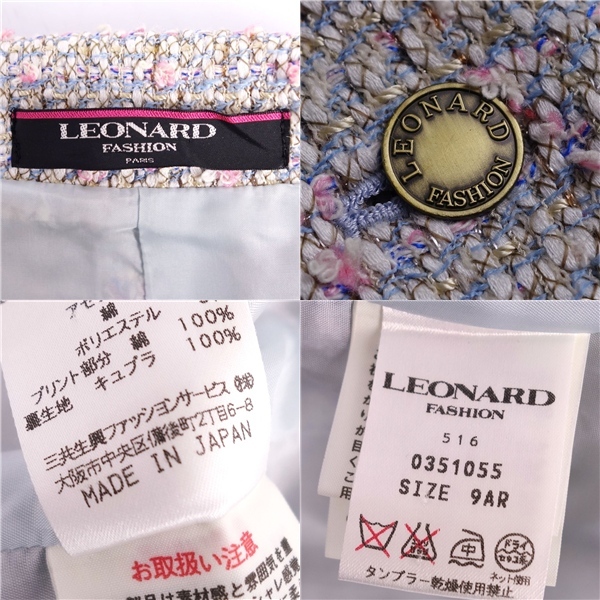 LEONARD
FASHION
PARIS
LEONARD
FASHION
綿
ポリエステル
プリント部分 綿 100%
裏生地 キュプラ 100%
三共生興ファッションサービス㈱
大阪市中央区備後町2丁目6-8
MADE IN JAPAN
お取扱い注意
LEONARD
FASHION
516
0351055
SIZE 9AR
中
ドライ
セキユ系
ネット使用
タンブラー乾燥使用禁止